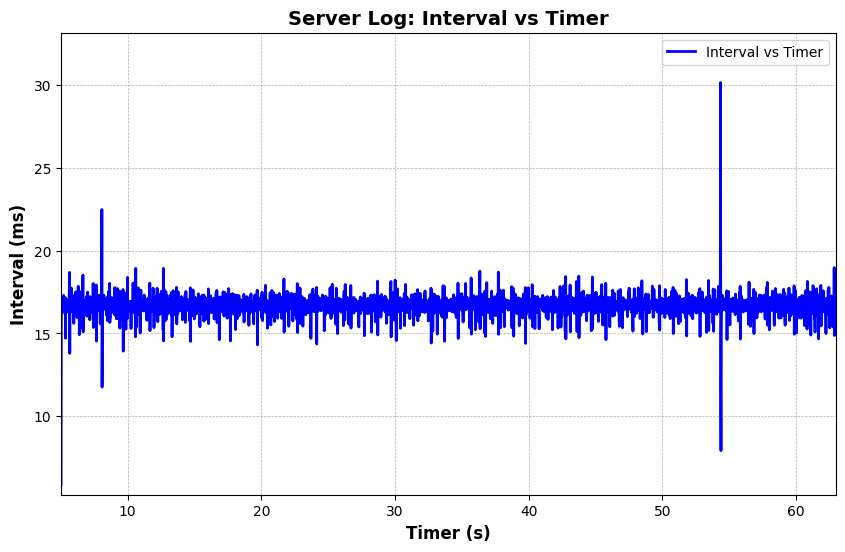 Server Log: Interval vs Timer
Interval vs Timer
30
25
20
15
10
Interval (ms)
10 20 30 40 50 60
Timer (s)